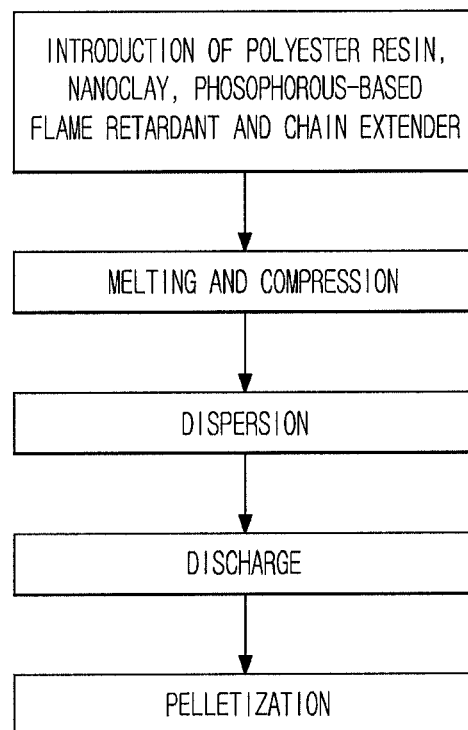 INTRODUCTION OF POLYESTER RESIN,
NANOCLAY, PHOSOPHOROUS-BASED
FLAME RETARDANT AND CHAIN EXTENDER
MELTING AND COMPRESSION
DISPERSION
DISCHARGE
PELLETIZATION